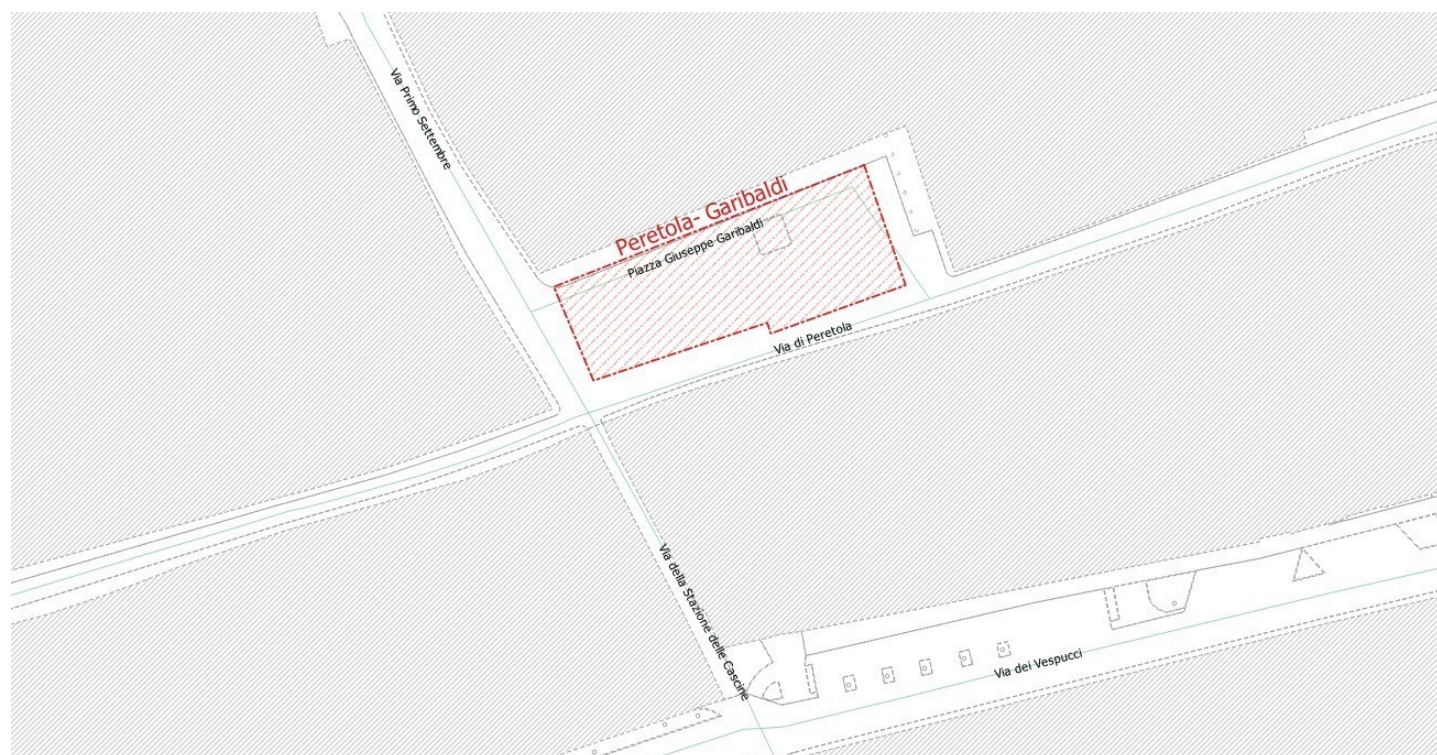 Via Primo Settembre
Peretola- Garibaldi
Piazza Giuseppe Garibaldi
Via di Peretola
Via della Stazione delle Cascine
Via dei Vespucci